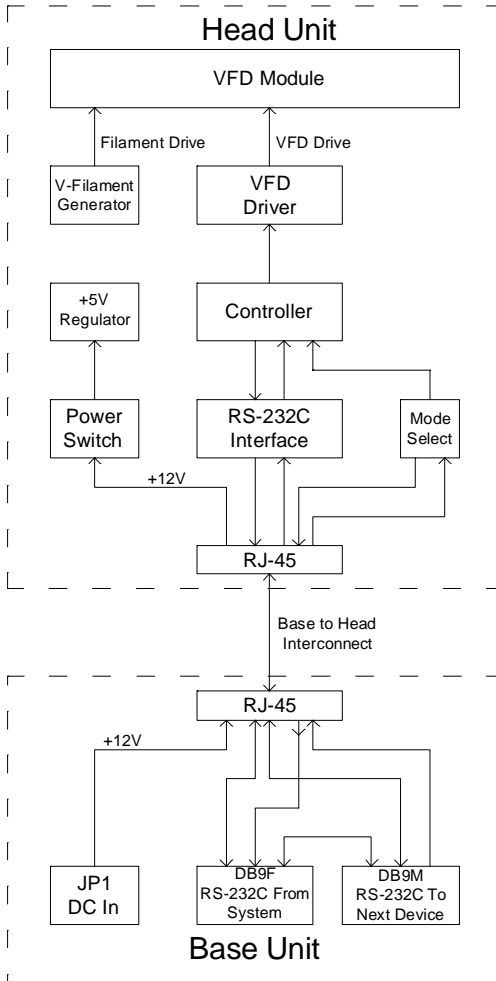 Head Unit
VFD Module
Filament Drive
VFD Drive
V-Filament
Generator
VFD
Driver
+5V
Regulator
Controller
Power
Switch
RS-232C
Interface
Mode
Select
+12V
RJ-45
Base to Head
Interconnect
RJ-45
+12V
JP1
DC In
DB9F
RS-232C From
System
DB9M
RS-232C To
Next Device
Base Unit